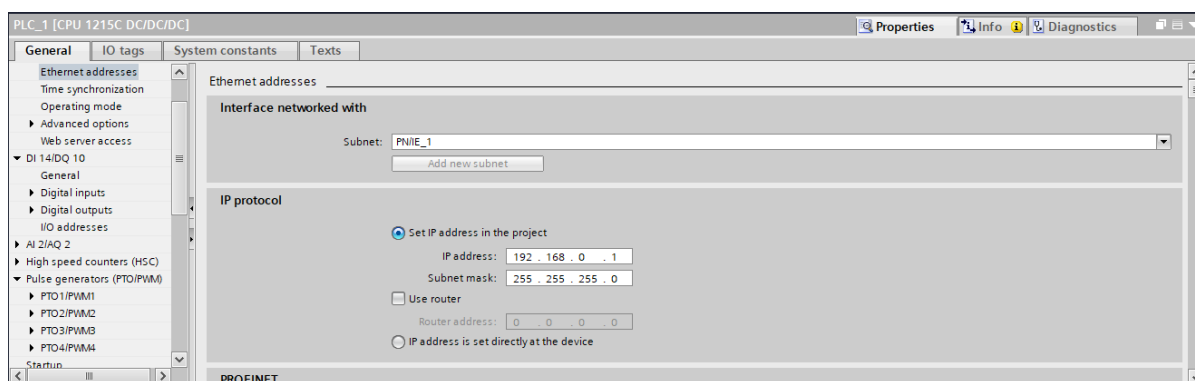 PLC_1 [CPU 1215C DC/DC/DC]
Properties
Info
Diagnostics
General
IO tags
System constants
Texts
Ethernet addresses
Time synchronization
Operating mode
Advanced options
Web server access
DI 14/DQ 10
General
Digital inputs
Digital outputs
I/O addresses
AI 2/AQ 2
High speed counters (HSC)
Pulse generators (PTO/PWM)
PTO1/PWM1
PTO2/PWM2
PTO3/PWM3
PTO4/PWM4
Startup
Ethernet addresses
Interface networked with
Subnet: PN/IE_1
Add new subnet
IP protocol
Set IP address in the project
IP address: 192 . 168 . 0 . 1
Subnet mask: 255 . 255 . 255 . 0
Use router
Router address: 0 . 0 . 0 . 0
IP address is set directly at the device
PROFINET